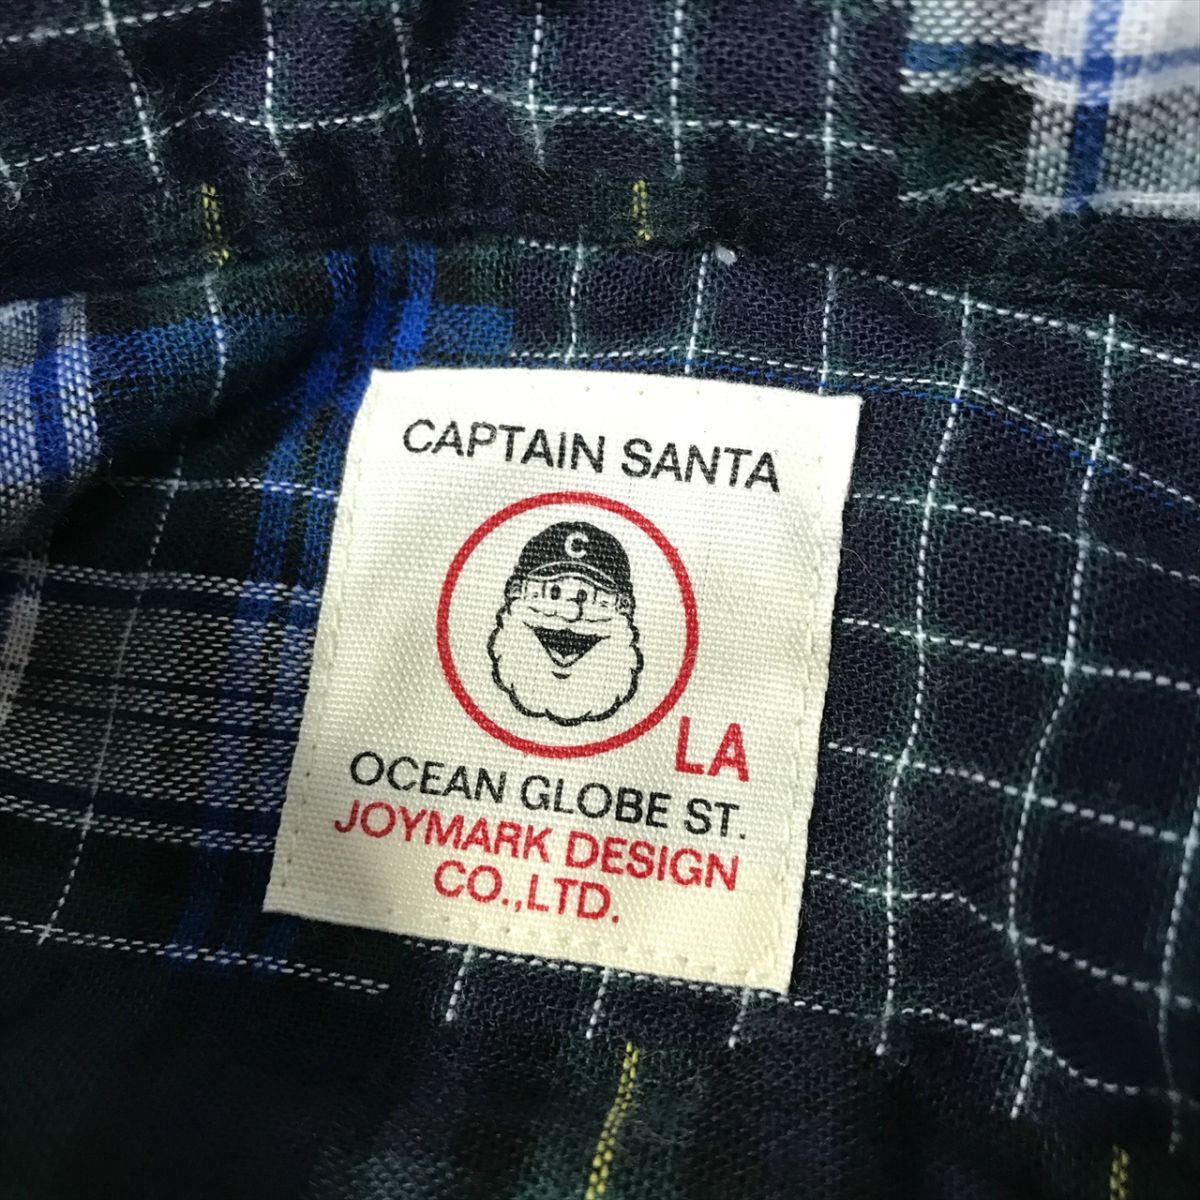 CAPTAIN SANTA
C
LA
OCEAN GLOBE ST.
JOYMARK DESIGN
CO.,LTD.